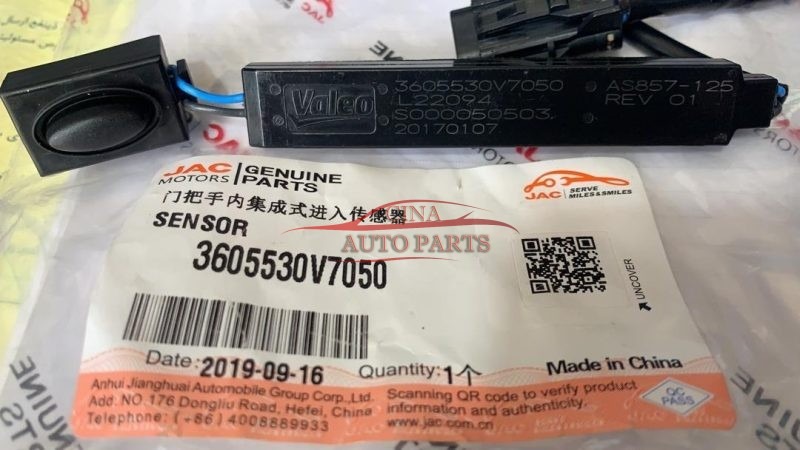 Valeo
3605530V7050
L22094
S000050503
20170107
AS857-125
REV 01
JAC
MOTORS
GENUINE
PARTS
门把手内集成式进入传感器
SENSOR
3605530V7050
JAC
SERVE
MILES&SMILES
CHINA
AUTO PARTS
UNCOVER
Date: 2019-09-16
Quantity: 1个
Made in China
Anhui Jianghuai Automobile Group Corp.,Ltd.
Add. NO.176 Dongliu Road, Hefei, China
Telephone: (+86)4008889933
Scanning QR code to verify product
information and authenticity.
www.jac.com.cn
QC
PASS